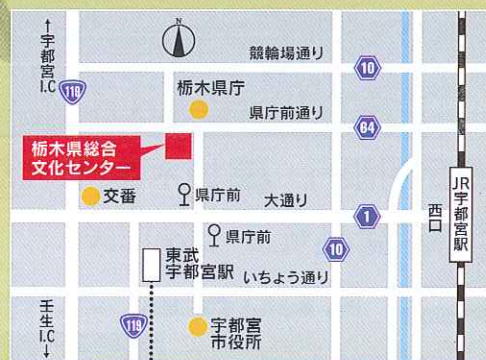 ↑宇都宮I.C
N
競輪場通り
10
119
栃木県庁
県庁前通り
64
栃木県総合
文化センター
交番
県庁前
大通り
1
西口
JR宇都宮駅
県庁前
10
東武
宇都宮駅
いちょう通り
壬生I.C↓
119
宇都宮
市役所